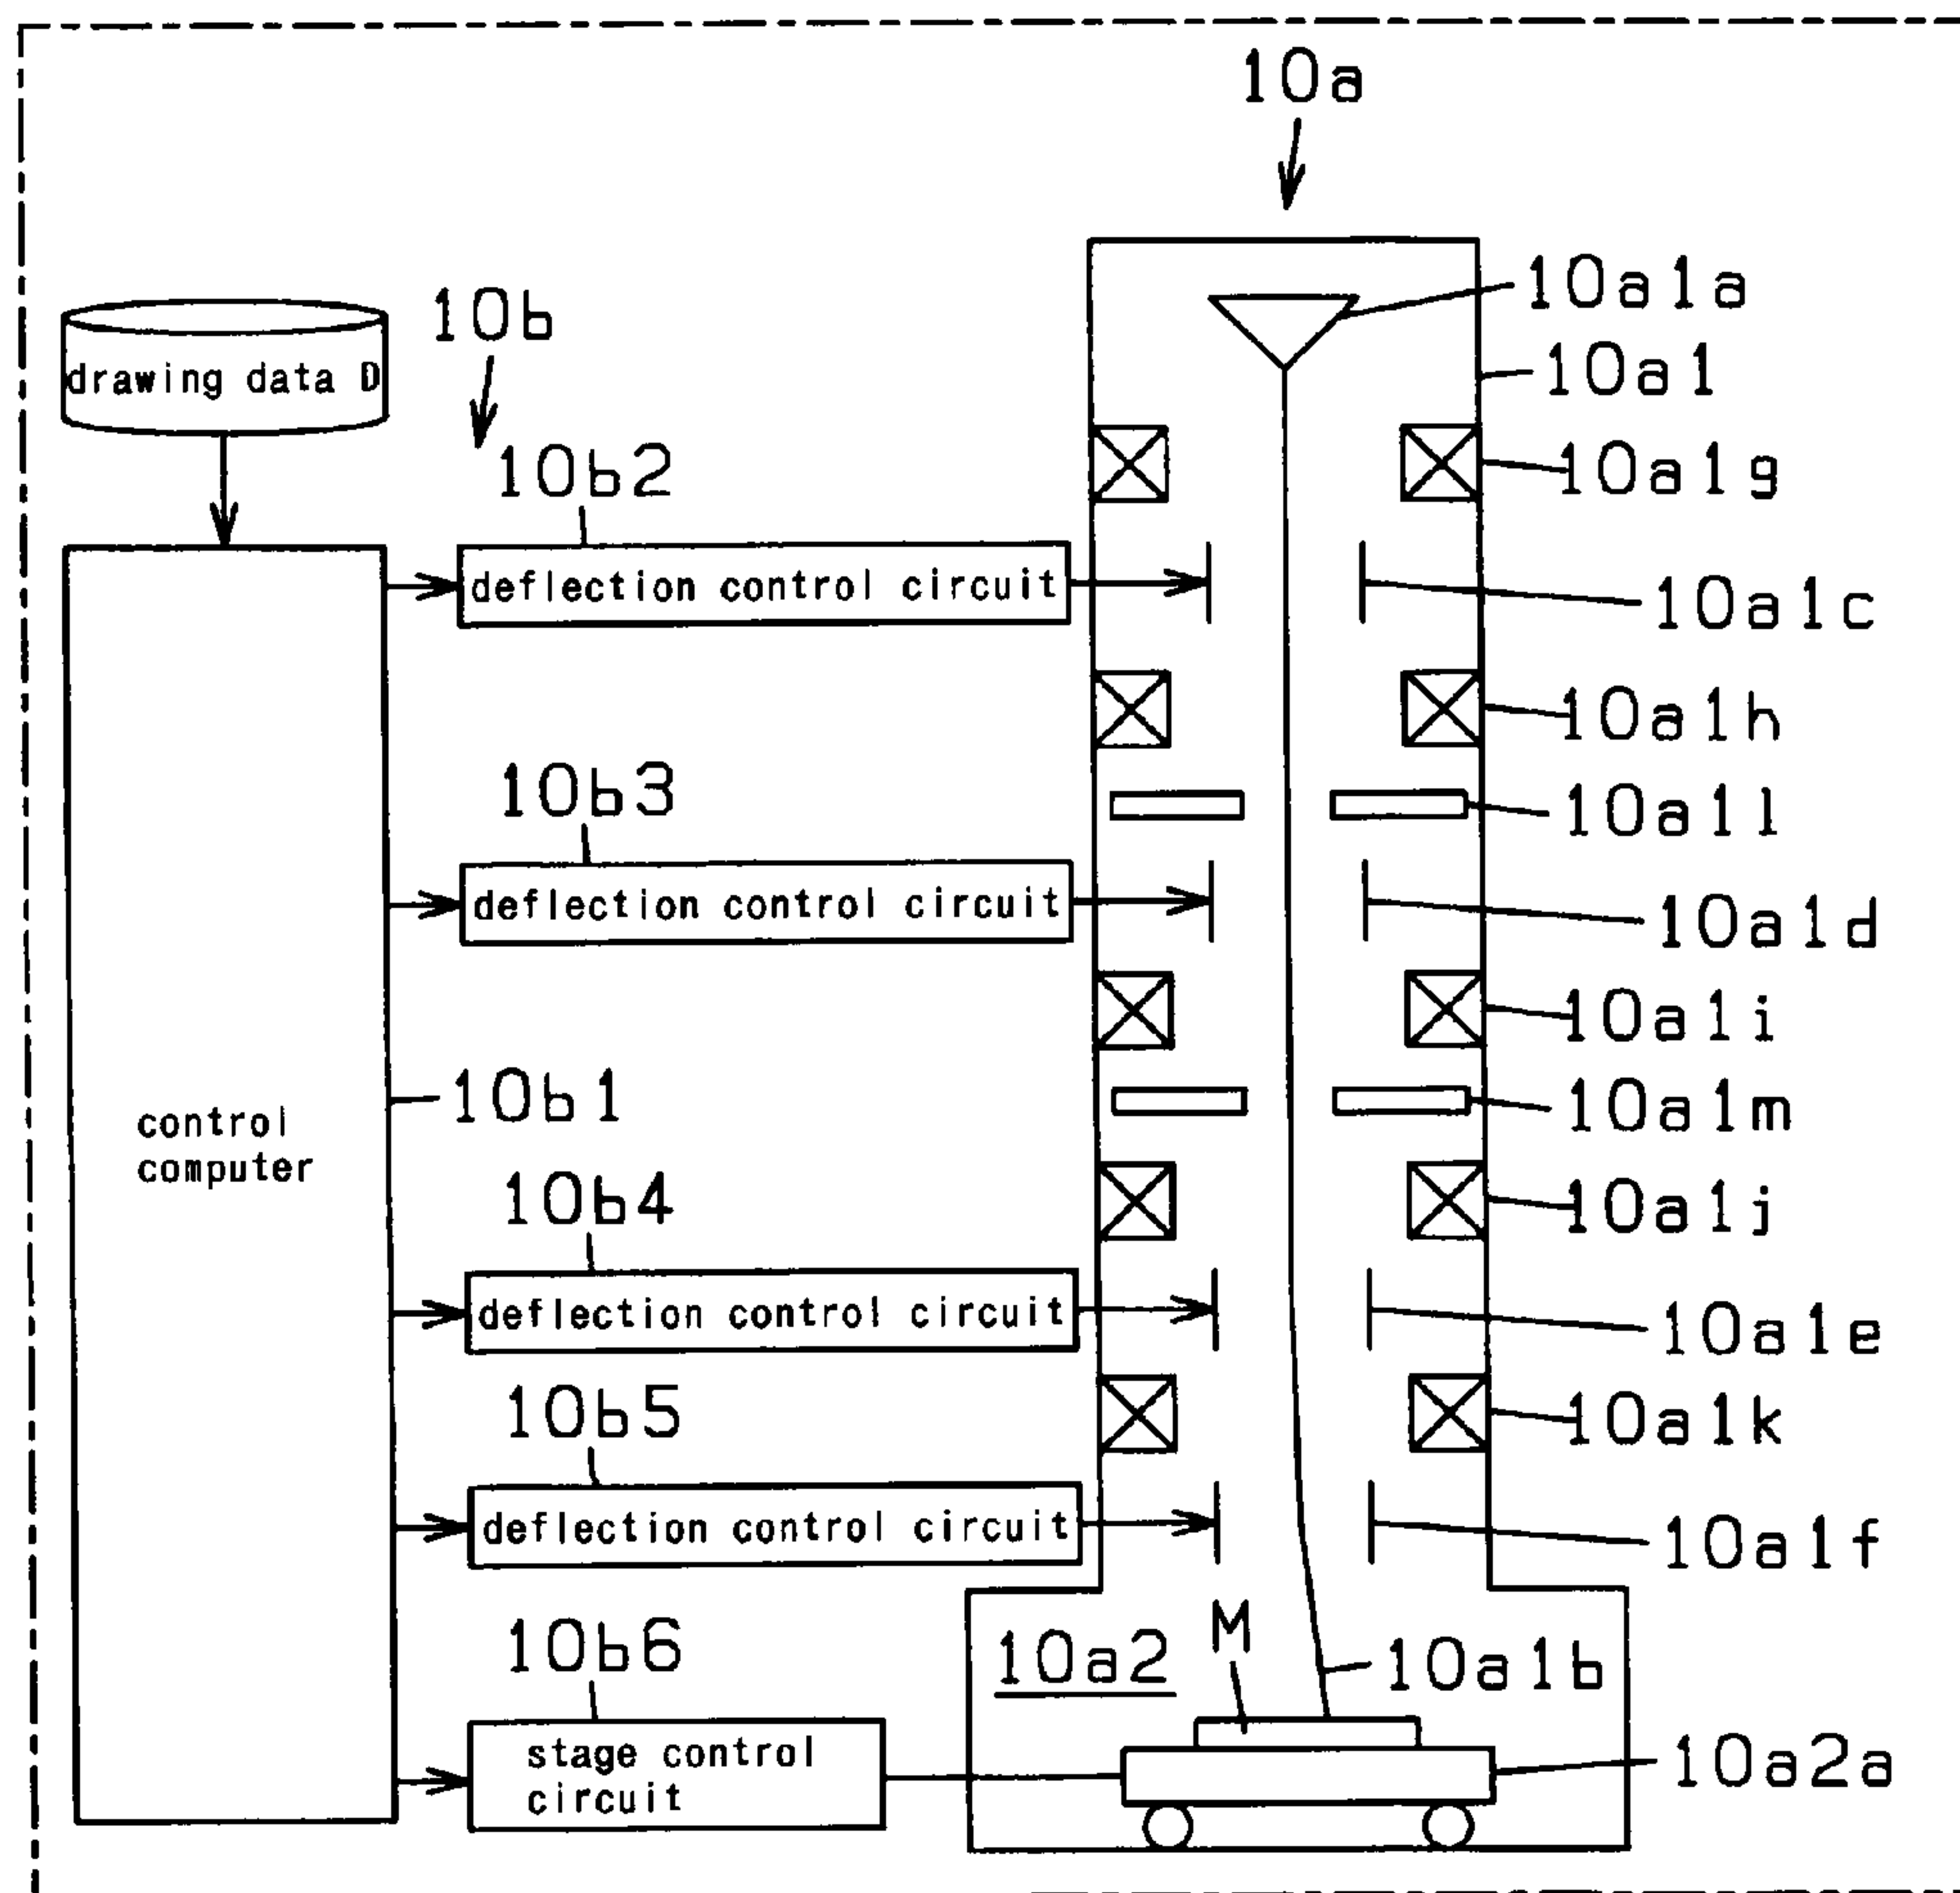 10a
10a1a
10b
10a1
drawing data D
10b2
10a1g
deflection control circuit
10a1c
10a1h
10b3
10a1l
deflection control circuit
10a1d
10a1i
10b1
10a1m
control
computer
10b4
10a1j
deflection control circuit
10a1e
10b5
10a1k
deflection control circuit
10a1f
10b6
M
10a2
10a1b
stage control
circuit
10a2a